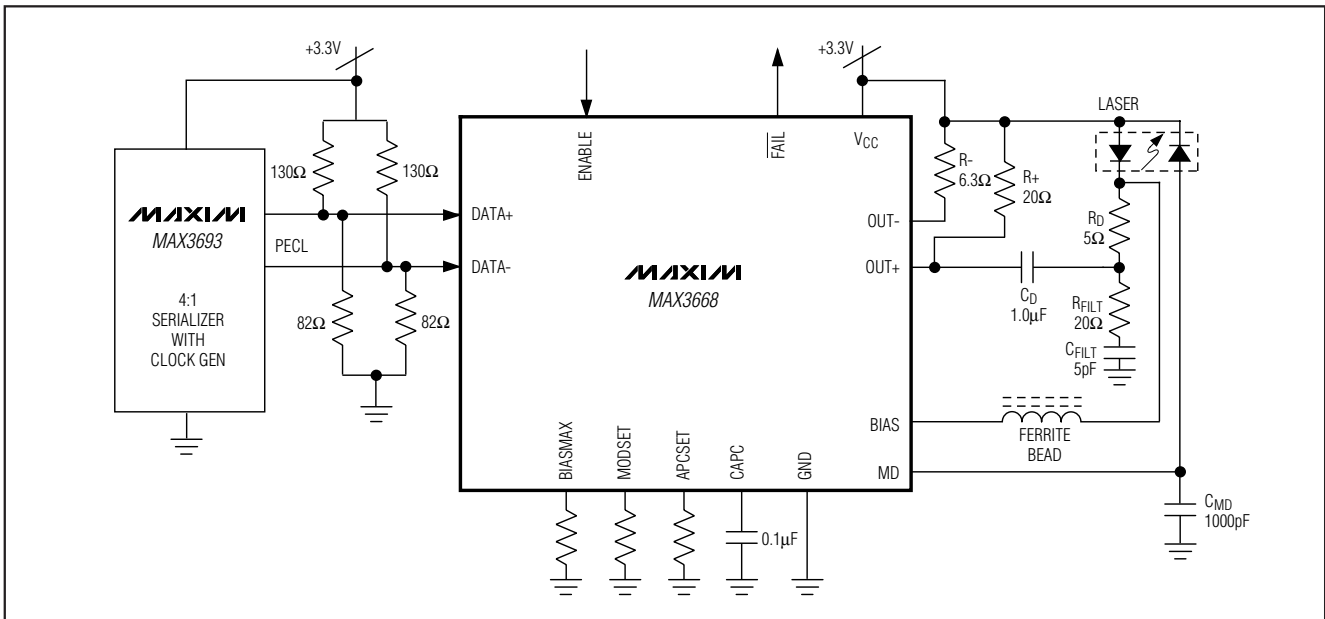 +3.3V
130Ω
130Ω
MAXIM
MAX3693
4:1
SERIALIZER
WITH
CLOCK GEN
PECL
82Ω
82Ω
ENABLE
FAIL
+3.3V
VCC
DATA+
DATA-
MAXIM
MAX3668
OUT-
OUT+
BIAS
MD
BIASMAX
MODSET
APCSET
CAPC
GND
0.1µF
R-
6.3Ω
R+
20Ω
LASER
RD
5Ω
CD
1.0µF
RFILT
20Ω
CFILT
5pF
FERRITE
BEAD
CMD
1000pF